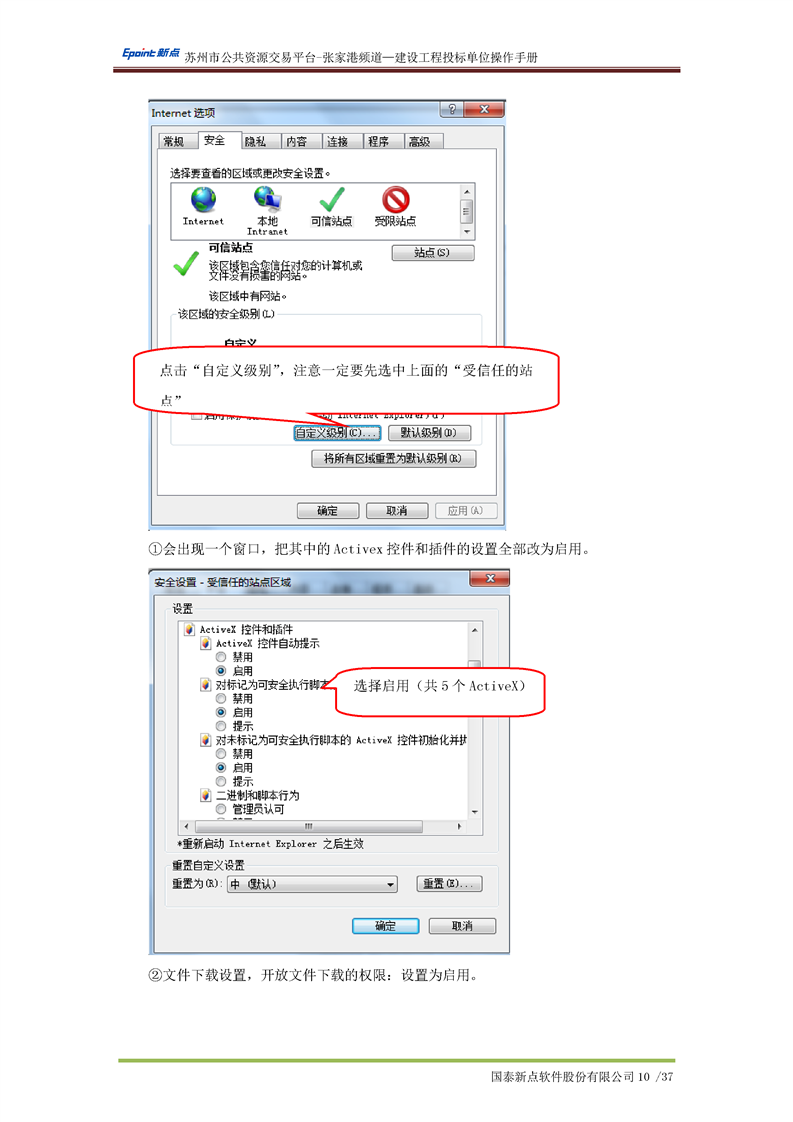 Epoint新点 苏州市公共资源交易平台-张家港频道—建设工程投标单位操作手册
Internet 选项
常规 安全 隐私 内容 连接 程序 高级
选择要查看的区域或更改安全设置。
Internet 本地 Intranet 可信站点 受限站点
可信站点
站点(S)
该区域包含您信任对您的计算机或
文件没有损害的网站。
该区域中有网站。
该区域的安全级别(L)
自定义
点击“自定义级别”，注意一定要先选中上面的“受信任的站
点”
Internet Explorer)(P)
自定义级别(C)... 默认级别(D)
将所有区域重置为默认级别(R)
确定 取消 应用(A)
①会出现一个窗口，把其中的 Activex 控件和插件的设置全部改为启用。
安全设置 - 受信任的站点区域
设置
ActiveX 控件和插件
ActiveX 控件自动提示
禁用
启用
对标记为可安全执行脚本
选择启用（共 5 个 ActiveX）
禁用
启用
提示
对未标记为可安全执行脚本的 ActiveX 控件初始化并执
禁用
启用
提示
二进制和脚本行为
管理员认可
*重新启动 Internet Explorer 之后生效
重置自定义设置
重置为(R): 中 (默认) 重置(E)...
确定 取消
②文件下载设置，开放文件下载的权限：设置为启用。
国泰新点软件股份有限公司 10 /37